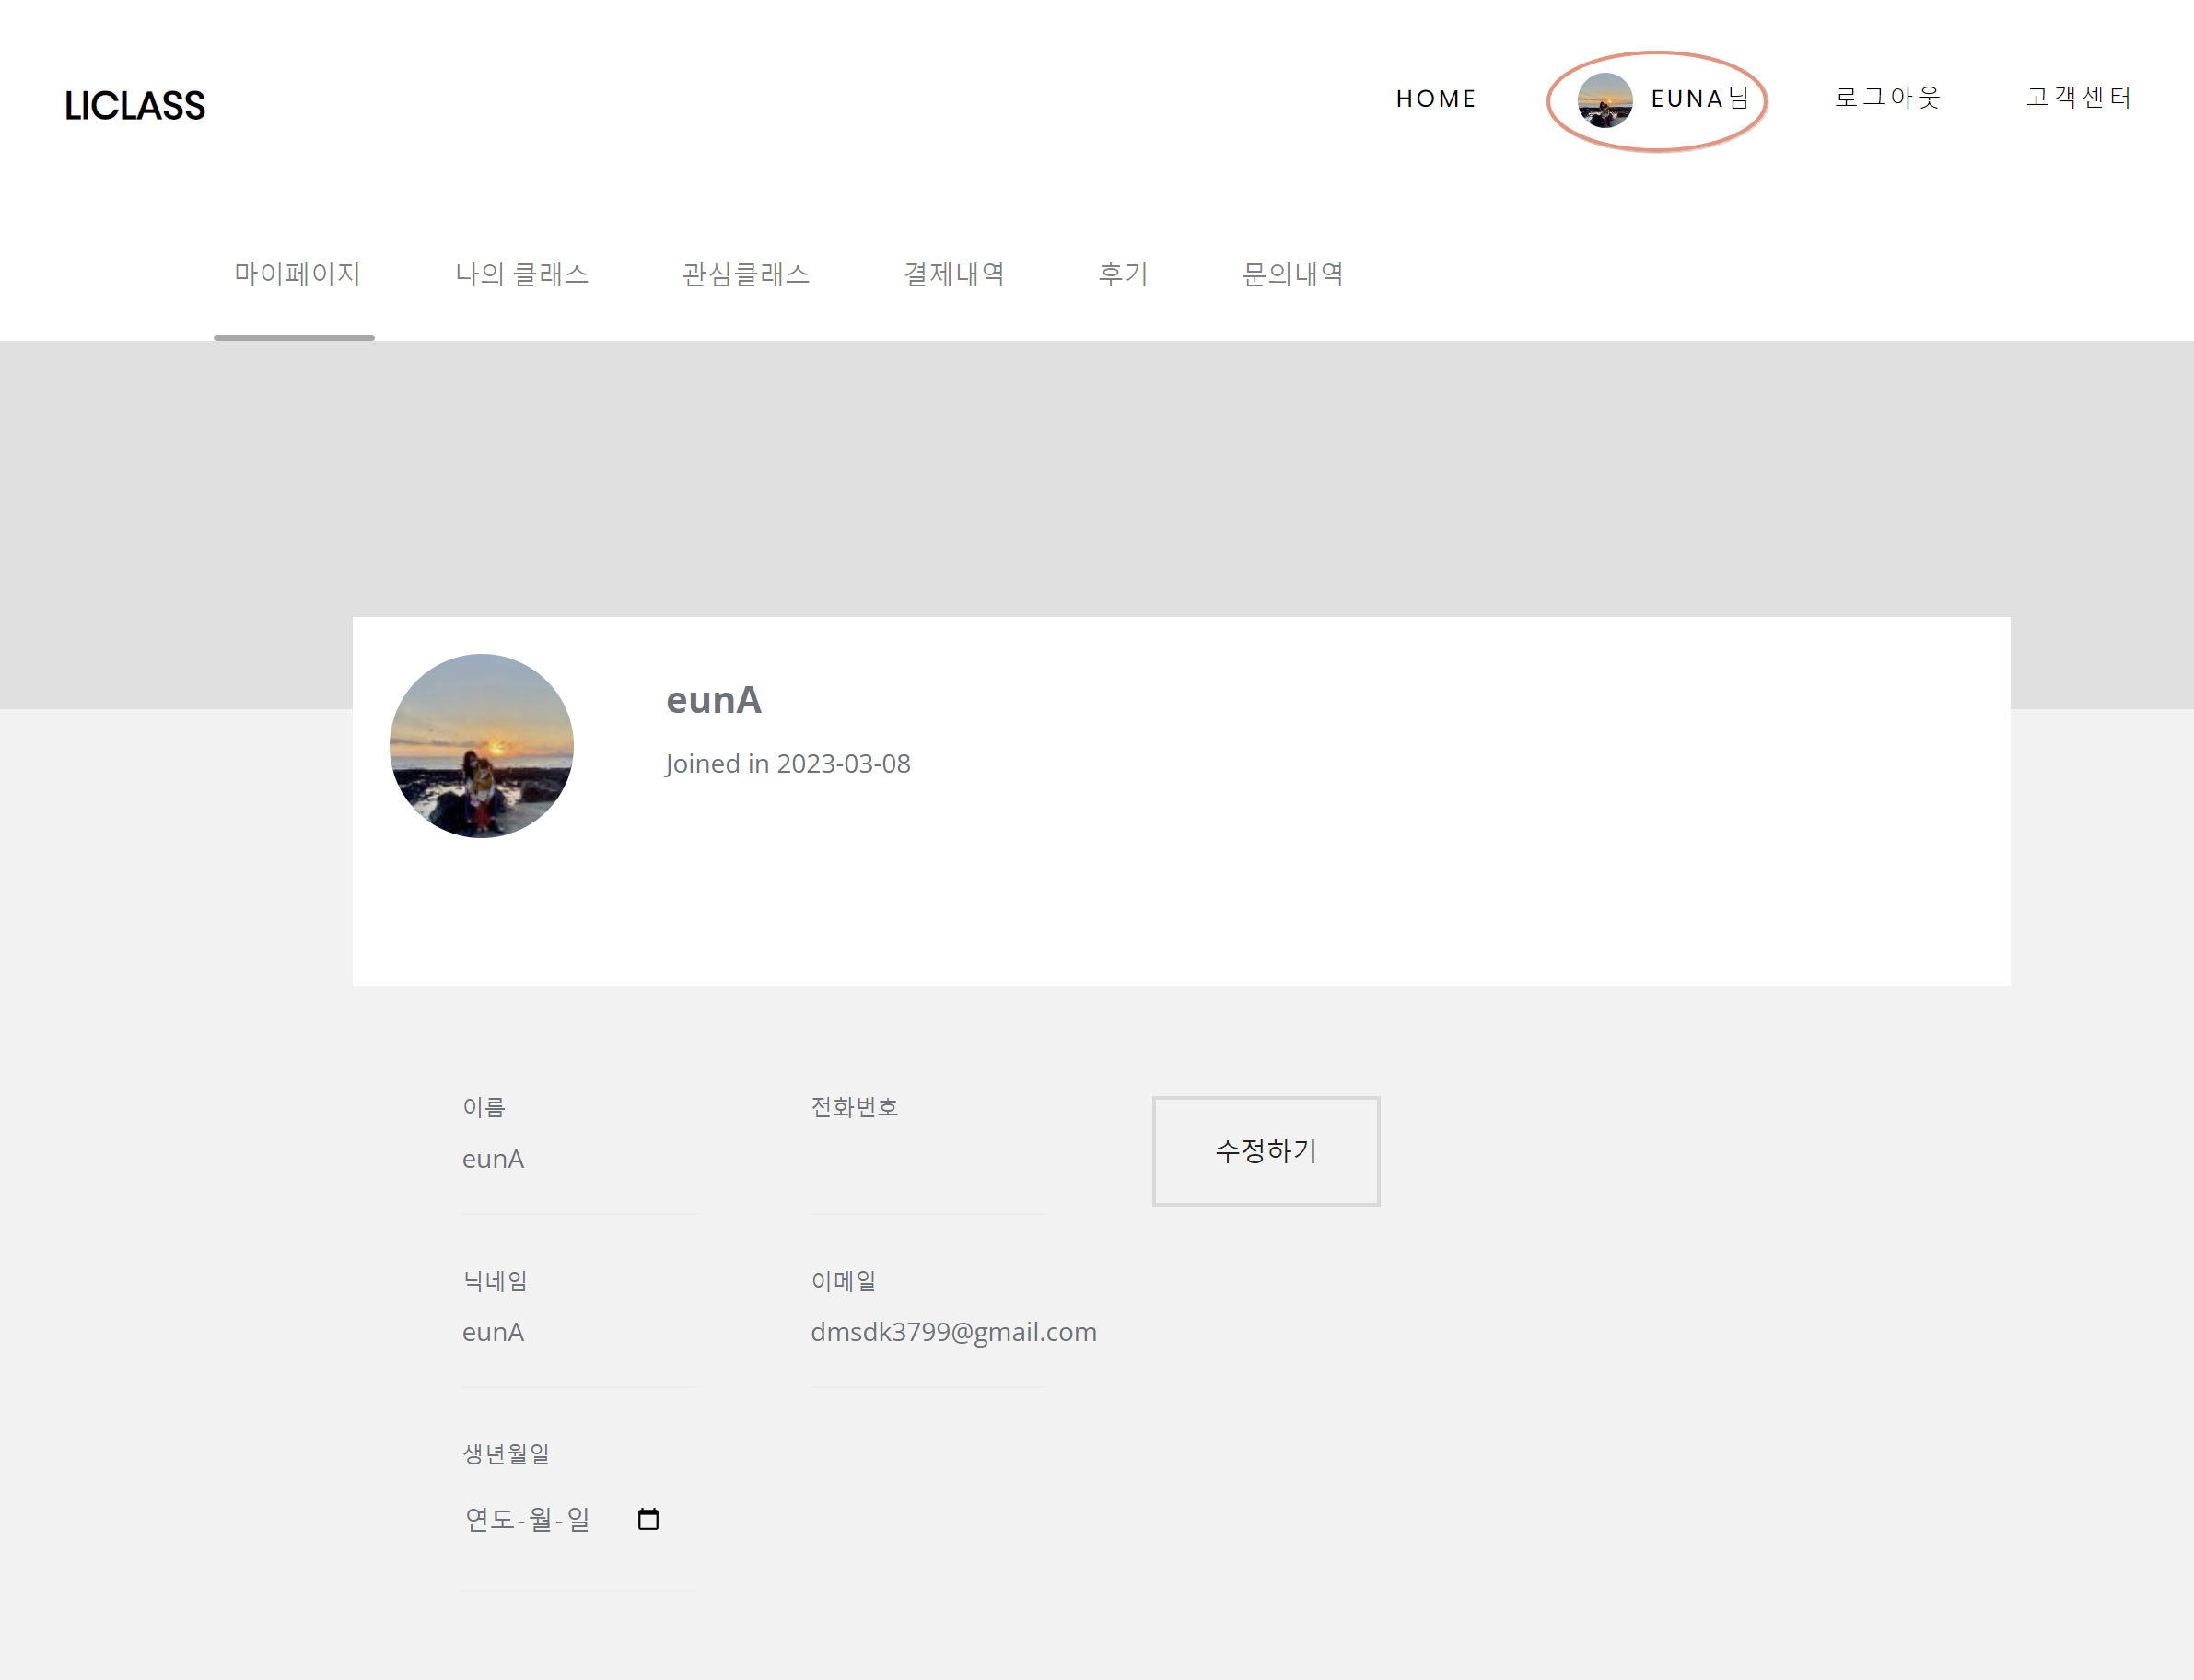 LICLASS
HOME EUNA님 로그아웃 고객센터
마이페이지 나의 클래스 관심클래스 결제내역 후기 문의내역
eunA
Joined in 2023-03-08
이름 전화번호
eunA
수정하기
닉네임 이메일
eunA dmsdk3799@gmail.com
생년월일
연도-월-일